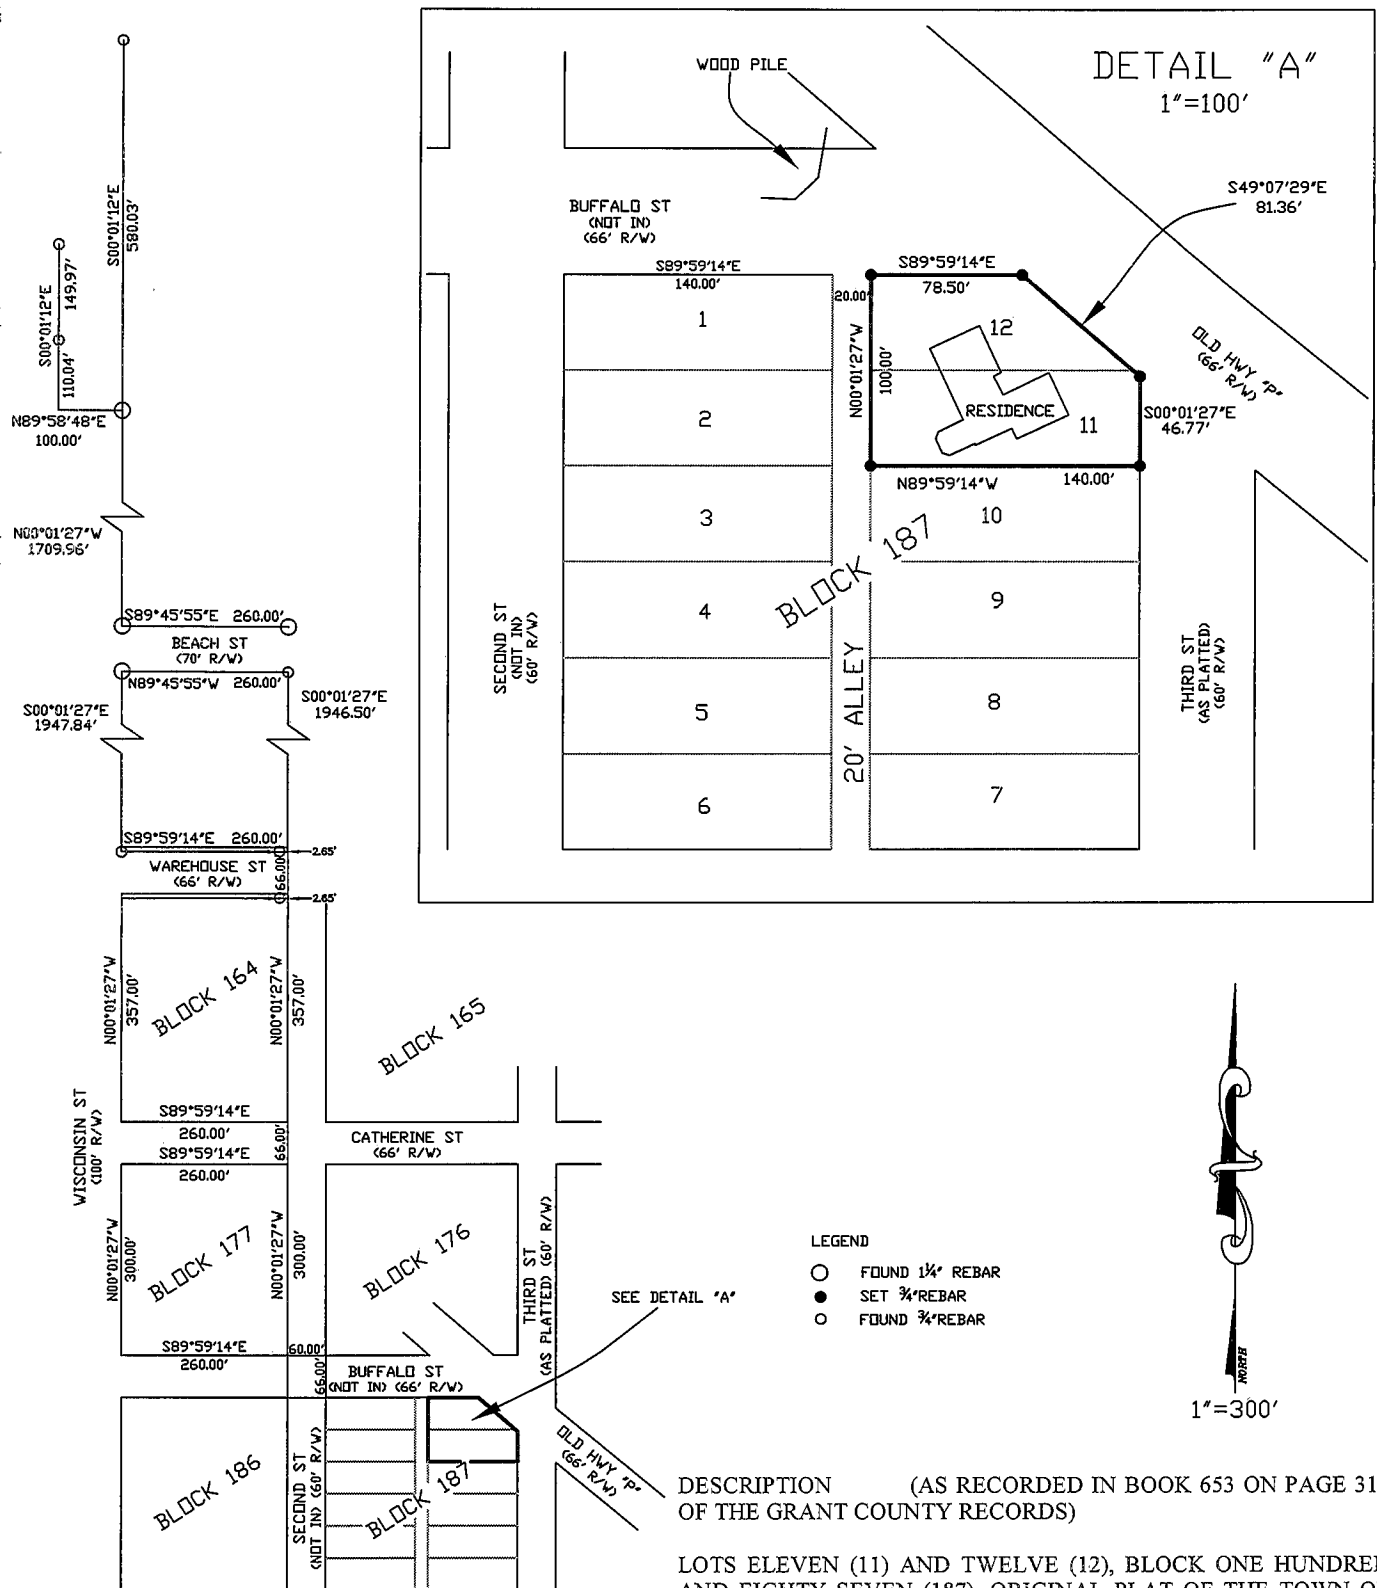 DETAIL "A"
1"=100'
WOOD PILE
S49°07'29"E
81.36'
BUFFALO ST
(NOT IN)
(66' R/W)
S89°59'14"E
140.00'
20.00'
S89°59'14"E
78.50'
1
12
N00°01'27"W
100.00'
OLD HWY "P"
(66' R/W)
2
RESIDENCE
11
S00°01'27"E
46.77'
N89°59'14"W
140.00'
3
10
BLOCK 187
4
9
SECOND ST
(NOT IN)
(60' R/W)
20' ALLEY
THIRD ST
(AS PLATTED)
(60' R/W)
5
8
6
7
S00°01'12"E
580.03'
S00°01'12"E
149.97'
110.04'
N89°58'48"E
100.00'
N00°01'27"W
1709.96'
S89°45'55"E 260.00'
BEACH ST
(70' R/W)
N89°45'55"W 260.00'
S00°01'27"E
1947.84'
S00°01'27"E
1946.50'
S89°59'14"E 260.00'
2.65'
WAREHOUSE ST
(66' R/W)
66.00'
2.65'
N00°01'27"W
357.00'
BLOCK 164
N00°01'27"W
357.00'
BLOCK 165
WISCONSIN ST
(100' R/W)
S89°59'14"E
260.00'
66.00'
CATHERINE ST
(66' R/W)
S89°59'14"E
260.00'
N00°01'27"W
300.00'
BLOCK 177
N00°01'27"W
300.00'
BLOCK 176
THIRD ST
(AS PLATTED) (60' R/W)
SEE DETAIL "A"
LEGEND
FOUND 1¼" REBAR
SET ¾"REBAR
FOUND ¾"REBAR
S89°59'14"E
260.00'
60.00'
66.00'
BUFFALO ST
(NOT IN) (66' R/W)
NORTH
1"=300'
BLOCK 186
SECOND ST
(NOT IN) (60' R/W)
BLOCK 187
OLD HWY "P"
(66' R/W)
DESCRIPTION (AS RECORDED IN BOOK 653 ON PAGE 31
OF THE GRANT COUNTY RECORDS)
LOTS ELEVEN (11) AND TWELVE (12), BLOCK ONE HUNDRE
AND EIGHTY SEVEN (187), ORIGINAL PLAT OF THE TOWN O